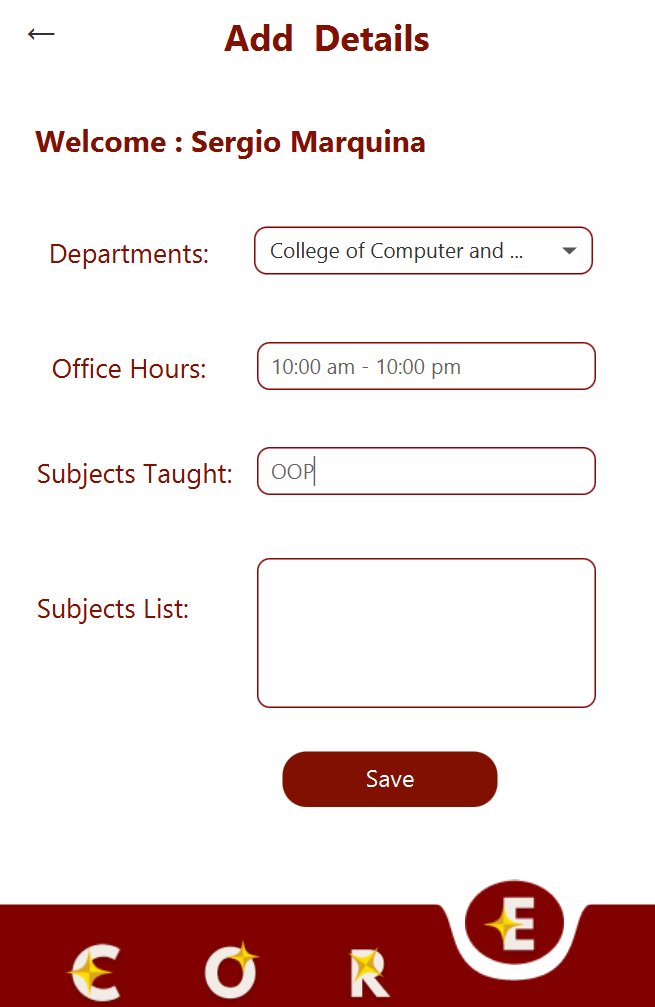 Add Details
Welcome : Sergio Marquina
Departments: College of Computer and ...
Office Hours: 10:00 am - 10:00 pm
Subjects Taught: OOP
Subjects List:
Save
C O R E